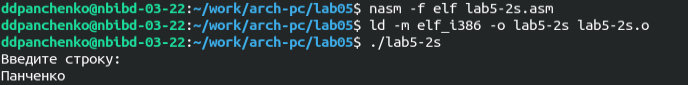 ddpanchenko@nbibd-03-22:~/work/arch-pc/lab05$ nasm -f elf lab5-2s.asm
ddpanchenko@nbibd-03-22:~/work/arch-pc/lab05$ ld -m elf_i386 -o lab5-2s lab5-2s.o
ddpanchenko@nbibd-03-22:~/work/arch-pc/lab05$ ./lab5-2s
Введите строку:
Панченко